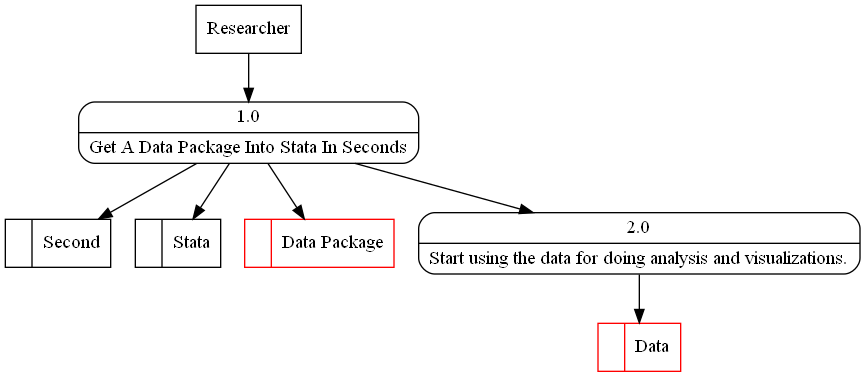 Researcher
1.0
Get A Data Package Into Stata In Seconds
Second
Stata
Data Package
2.0
Start using the data for doing analysis and visualizations.
Data